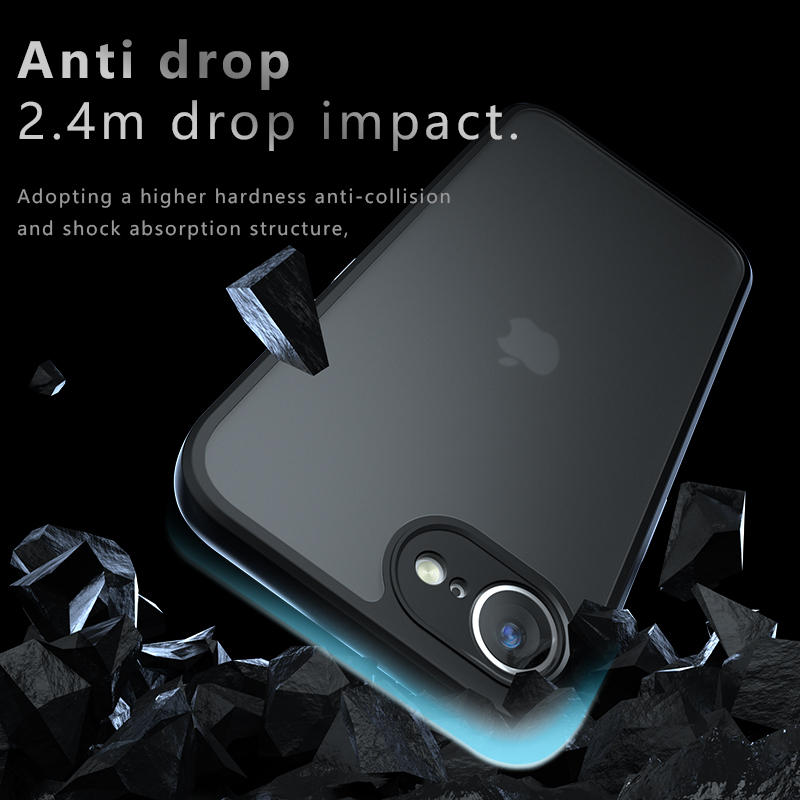 Anti drop
2.4m drop impact.
Adopting a higher hardness anti-collision
and shock absorption structure,